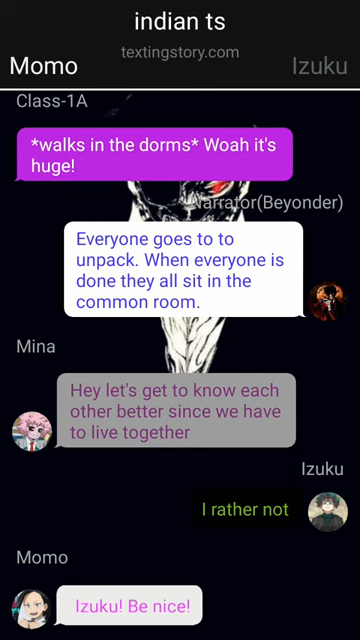 indian ts
textingstory.com
Momo
Izuku
Class-1A
*walks in the dorms* Woah it's
huge!
Narrator(Beyonder)
Everyone goes to to
unpack. When everyone is
done they all sit in the
common room.
Mina
Hey let's get to know each
other better since we have
to live together
Izuku
I rather not
Momo
Izuku! Be nice!